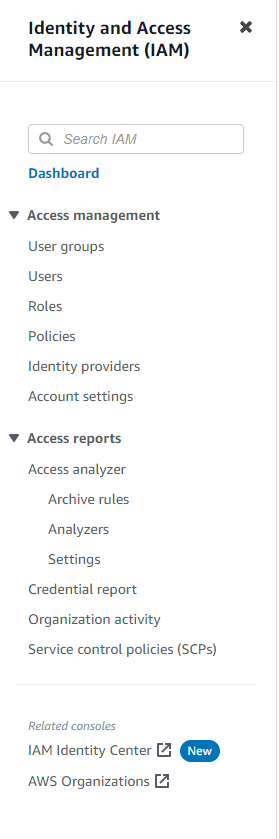 Identity and Access
Management (IAM)
Search IAM
Dashboard
Access management
User groups
Users
Roles
Policies
Identity providers
Account settings
Access reports
Access analyzer
Archive rules
Analyzers
Settings
Credential report
Organization activity
Service control policies (SCPs)
Related consoles
IAM Identity Center New
AWS Organizations